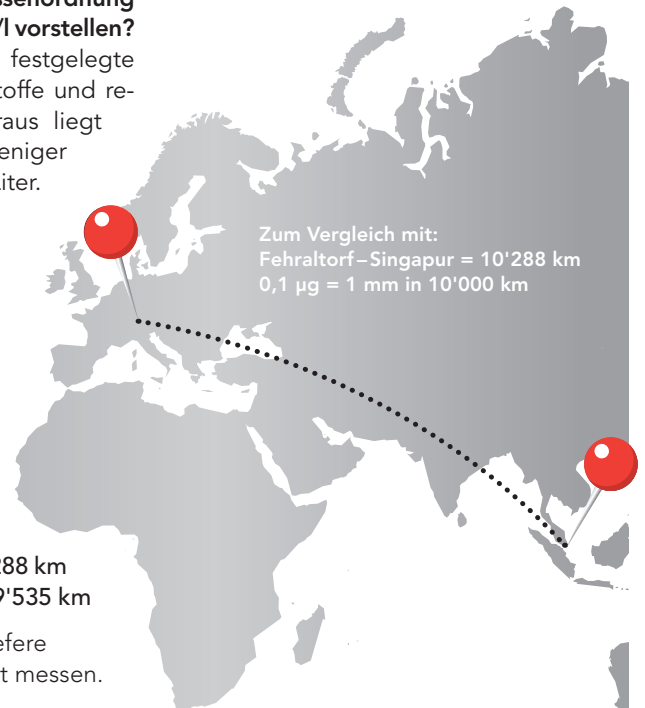 ssenordnung
/l vorstellen?
festgelegte
toffe und re-
raus liegt
eniger
iter.
Zum Vergleich mit:
Fehraltorf–Singapur = 10'288 km
0,1 µg = 1 mm in 10'000 km
288 km
9'535 km
efere
t messen.